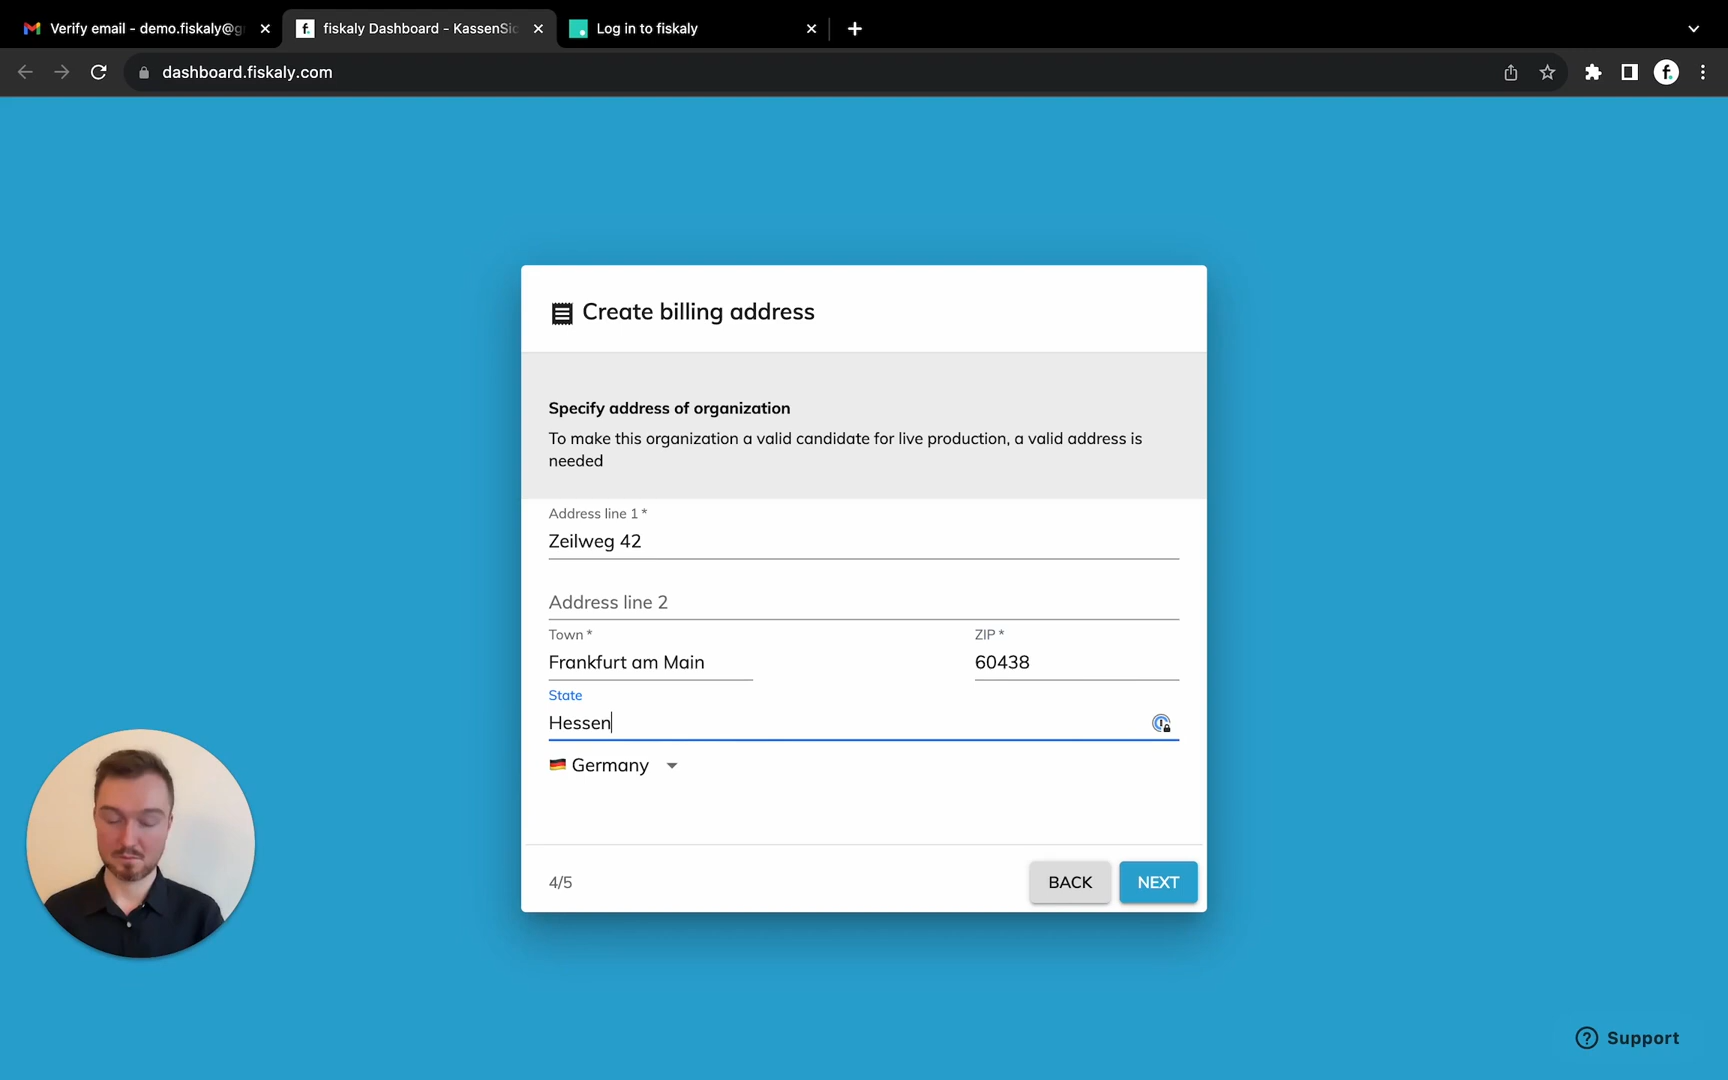 Verify email - demo.fiskaly@g
fiskaly Dashboard - KassenSic
Log in to fiskaly
dashboard.fiskaly.com
Create billing address
Specify address of organization
To make this organization a valid candidate for live production, a valid address is
needed
Address line 1 *
Zeilweg 42
Address line 2
Town *
ZIP *
Frankfurt am Main
60438
State
Hessen
Germany
4/5
BACK
NEXT
Support